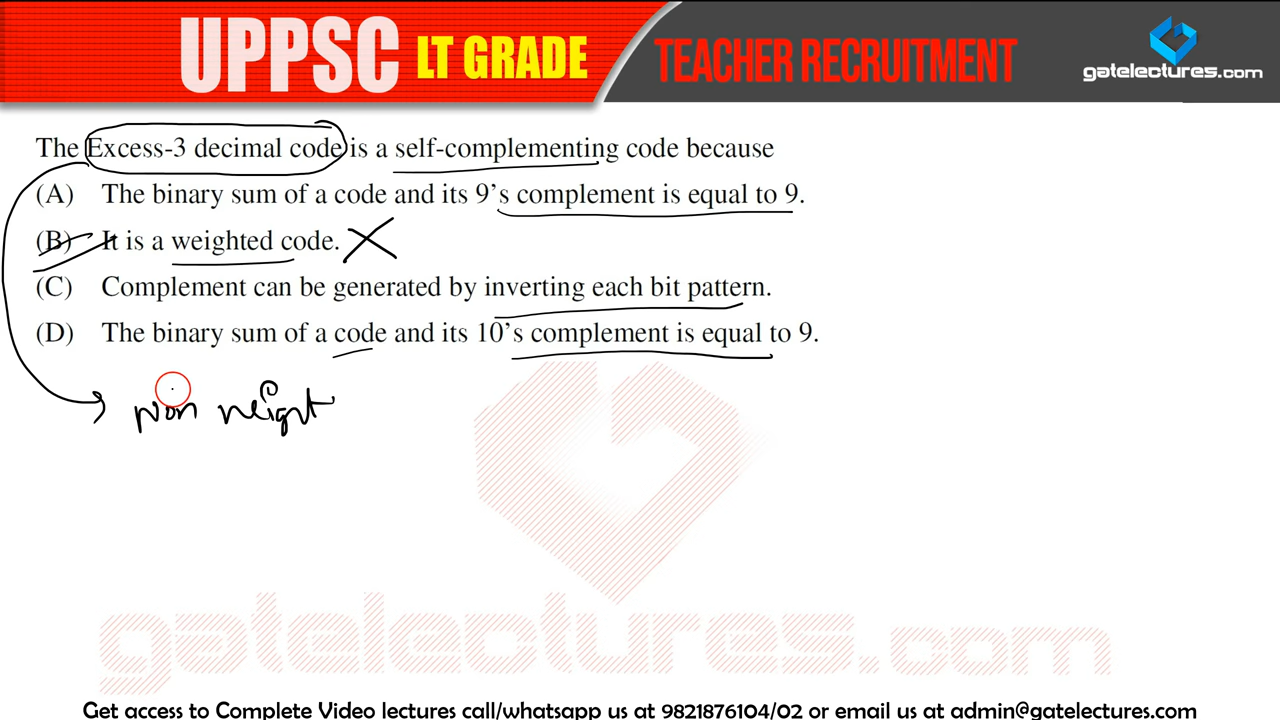 UPPSC LT GRADE TEACHER RECRUITMENT
gatelectures.com
The Excess-3 decimal code is a self-complementing code because
(A) The binary sum of a code and its 9’s complement is equal to 9.
(B) It is a weighted code.
(C) Complement can be generated by inverting each bit pattern.
(D) The binary sum of a code and its 10’s complement is equal to 9.
Non weight
gatelectures.com
Get access to Complete Video lectures call/whatsapp us at 9821876104/02 or email us at admin@gatelectures.com